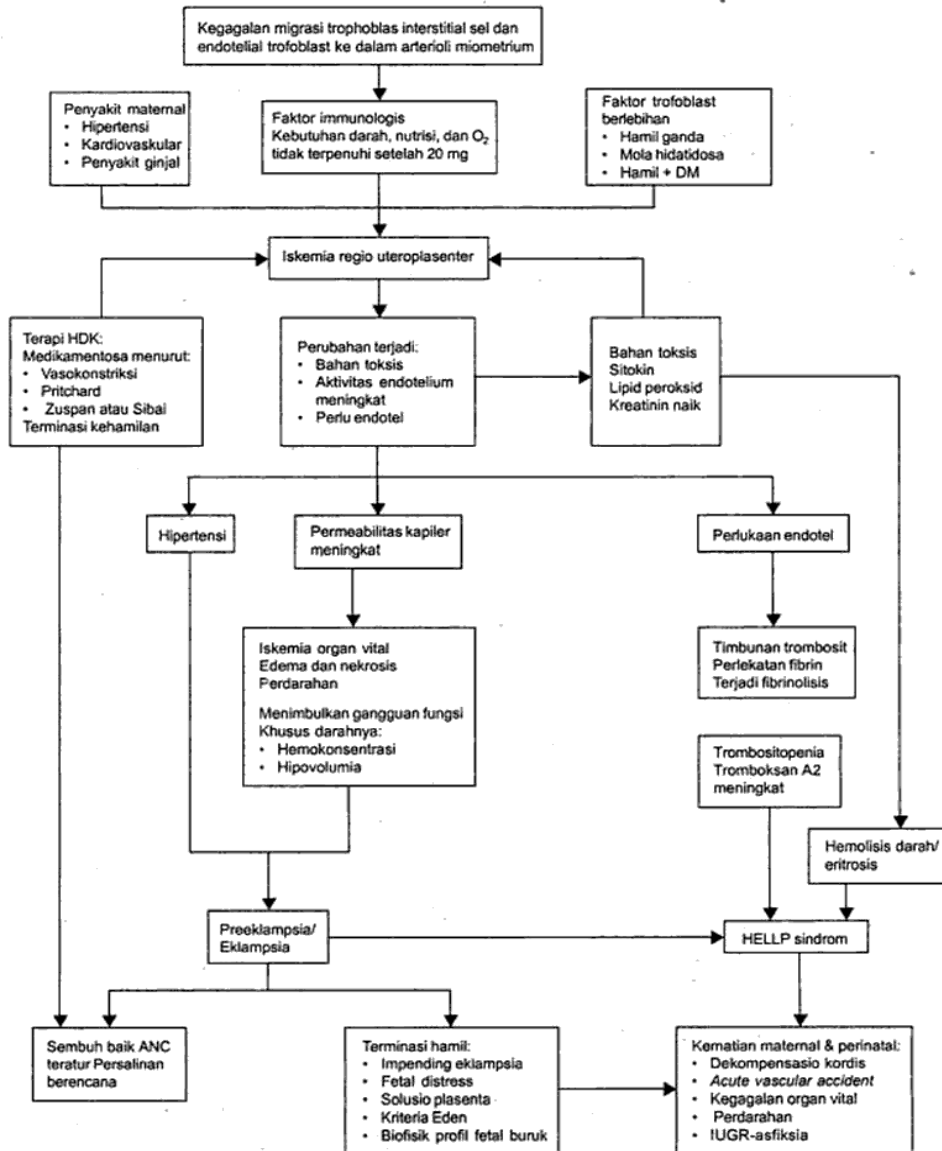 Kegagalan migrasi trophoblas interstitial sel dan
endotelial trofoblast ke dalam arterioli miometrium
Penyakit maternal
• Hipertensi
• Kardiovaskular
• Penyakit ginjal
Faktor immunologis
Kebutuhan darah, nutrisi, dan O₂
tidak terpenuhi setelah 20 mg
Faktor trofoblast
berlebihan
• Hamil ganda
• Mola hidatidosa
• Hamil + DM
Iskemia regio uteroplasenter
Terapi HDK:
Medikamentosa menurut:
• Vasokonstriksi
• Pritchard
• Zuspan atau Sibai
Terminasi kehamilan
Perubahan terjadi:
• Bahan toksis
• Aktivitas endotelium
meningkat
• Perlu endotel
Bahan toksis
Sitokin
Lipid peroksid
Kreatinin naik
Hipertensi
Permeabilitas kapiler
meningkat
Perlukaan endotel
Iskemia organ vital
Edema dan nekrosis
Perdarahan
Menimbulkan gangguan fungsi
Khusus darahnya:
• Hemokonsentrasi
• Hipovolumia
Timbunan trombosit
Perlekatan fibrin
Terjadi fibrinolisis
Trombositopenia
Tromboksan A2
meningkat
Hemolisis darah/
eritrosis
Preeklampsia/
Eklampsia
HELLP sindrom
Sembuh baik ANC
teratur Persalinan
berencana
Terminasi hamil:
• Impending eklampsia
• Fetal distress
• Solusio plasenta
• Kriteria Eden
• Biofisik profil fetal buruk
Kematian maternal & perinatal:
• Dekompensasio kordis
• Acute vascular accident
• Kegagalan organ vital
• Perdarahan
• IUGR-asfiksia